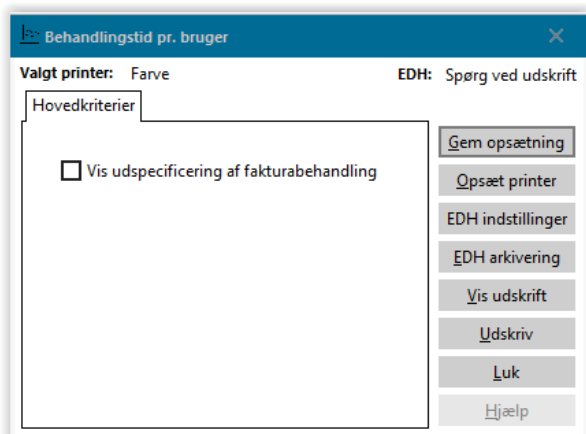 Behandlingstid pr. bruger
Valgt printer: Farve EDH: Spørg ved udskrift
Hovedkriterier
Vis udspecificering af fakturabehandling
Gem opsætning
Opsæt printer
EDH indstillinger
EDH arkivering
Vis udskrift
Udskriv
Luk
Hjælp